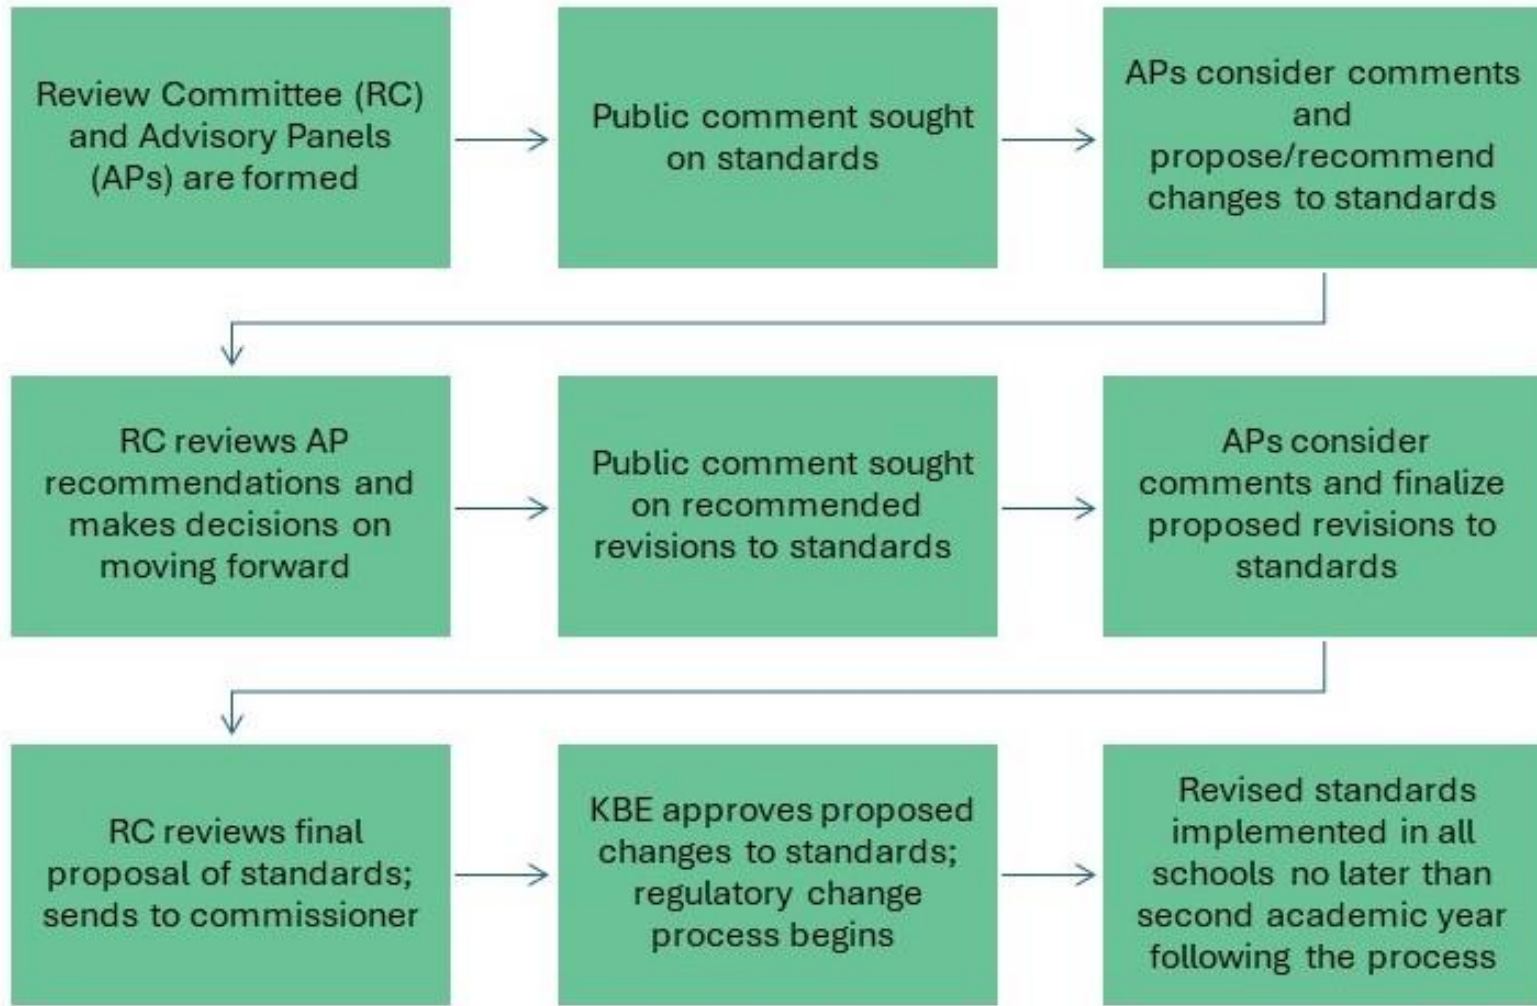 Review Committee (RC)
and Advisory Panels
(APs) are formed
Public comment sought
on standards
APs consider comments
and
propose/recommend
changes to standards
RC reviews AP
recommendations and
makes decisions on
moving forward
Public comment sought
on recommended
revisions to standards
APs consider
comments and finalize
proposed revisions to
standards
RC reviews final
proposal of standards;
sends to commissioner
KBE approves proposed
changes to standards;
regulatory change
process begins
Revised standards
implemented in all
schools no later than
second academic year
following the process